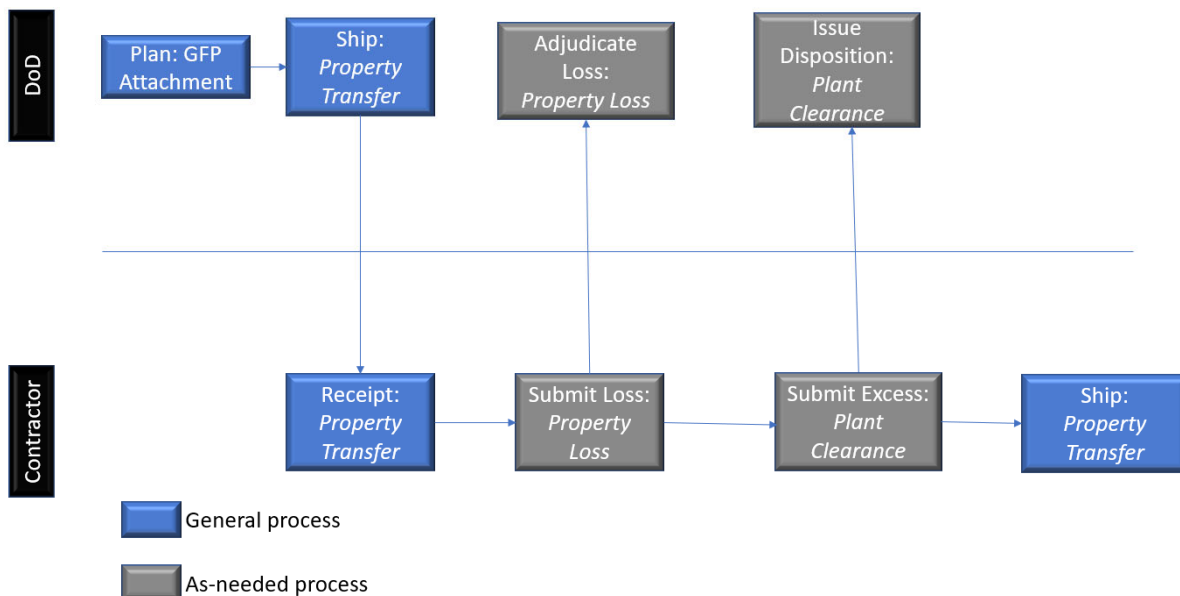 DoD
Plan: GFP
Attachment
Ship:
Property
Transfer
Adjudicate
Loss:
Property Loss
Issue
Disposition:
Plant
Clearance
Contractor
Receipt:
Property
Transfer
Submit Loss:
Property
Loss
Submit Excess:
Plant
Clearance
Ship:
Property
Transfer
General process
As-needed process